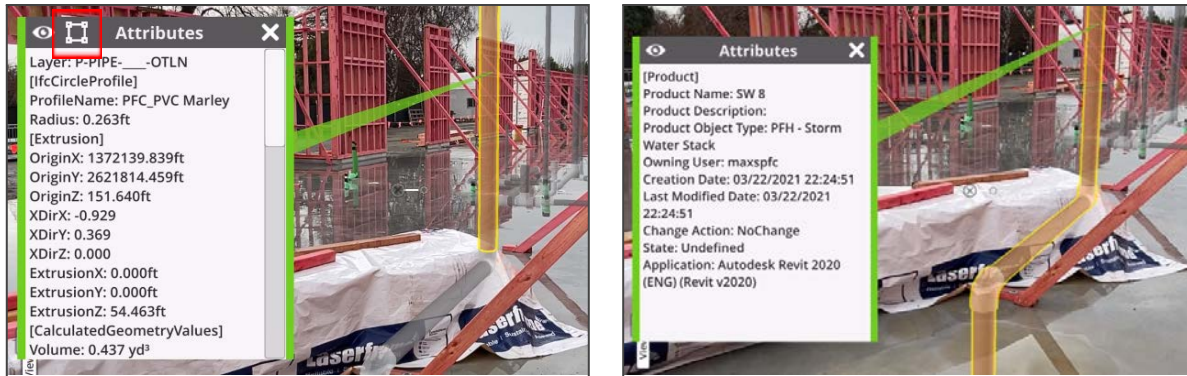 Attributes
Layer: P-PIPE-____-OTLN
[IfcCircleProfile]
ProfileName: PFC_PVC Marley
Radius: 0.263ft
[Extrusion]
OriginX: 1372139.839ft
OriginY: 2621814.459ft
OriginZ: 151.640ft
XDirX: -0.929
XDirY: 0.369
XDirZ: 0.000
ExtrusionX: 0.000ft
ExtrusionY: 0.000ft
ExtrusionZ: 54.463ft
[CalculatedGeometryValues]
Volume: 0.437 yd³
View
Attributes
[Product]
Product Name: SW 8
Product Description:
Product Object Type: PFH - Storm
Water Stack
Owning User: maxspfc
Creation Date: 03/22/2021 22:24:51
Last Modified Date: 03/22/2021
22:24:51
Change Action: NoChange
State: Undefined
Application: Autodesk Revit 2020
(ENG) (Revit v2020)